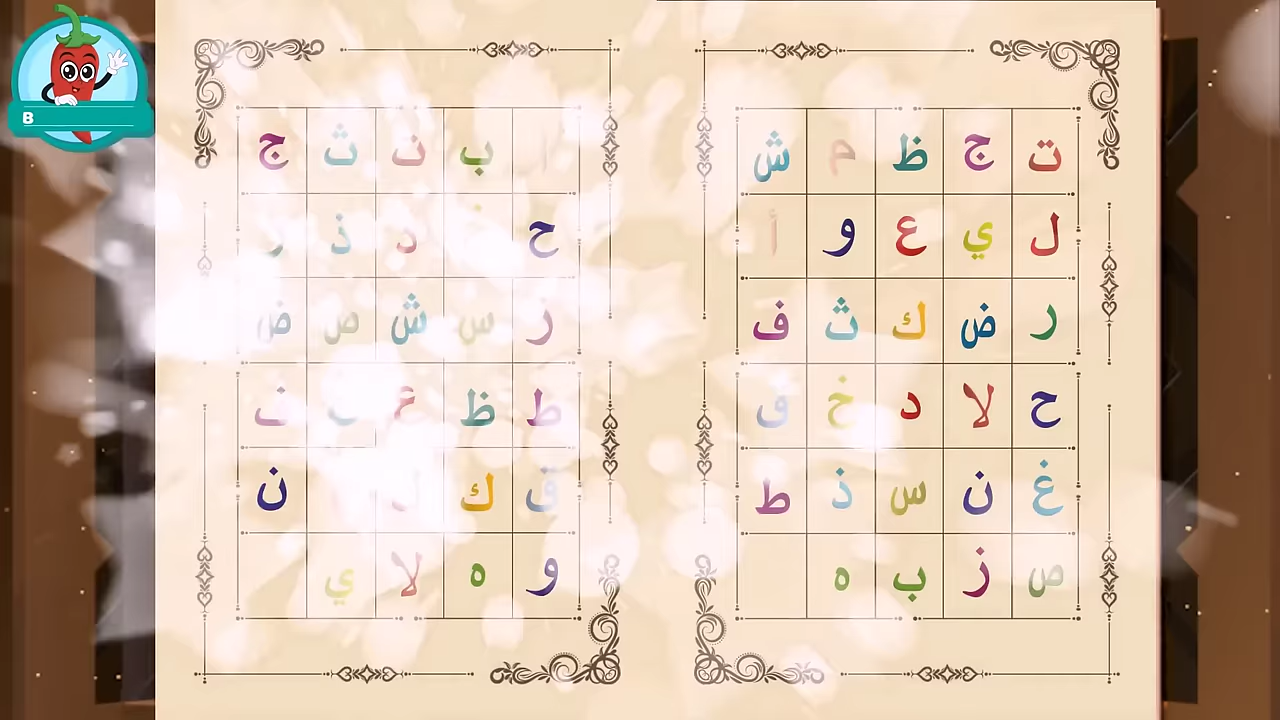 B
ت ج ظ م ش
ل ي ع و أ
ر ض ك ث ف
ح لا د خ ق
غ ن س ذ ط
ص ز ب ه
أ ب ت ث ج
ح د ذ ر
ز س ش ص ض
ط ظ ع ف
ق ك ل ن
و ه لا ي